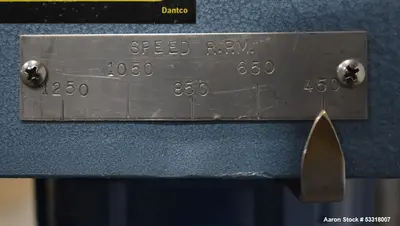 Dantco
SPEED R.P.M.
1050 650
1250 850 450
Aaron Stock # 53318007